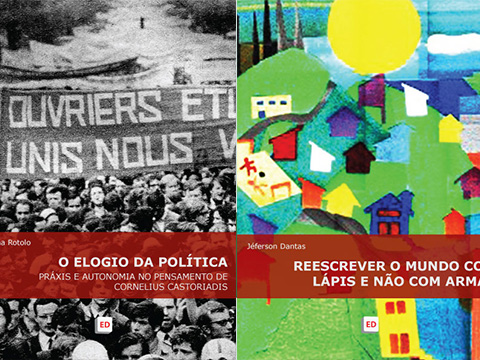 OUVRIERS ET
UNIS NOUS V
Rotolo
O ELOGIO DA POLÍTICA
PRÁXIS E AUTONOMIA NO PENSAMENTO DE
CORNELIUS CASTORIADIS
ED
Jéferson Dantas
REESCREVER O MUNDO CO
LÁPIS E NÃO COM ARMA
ED